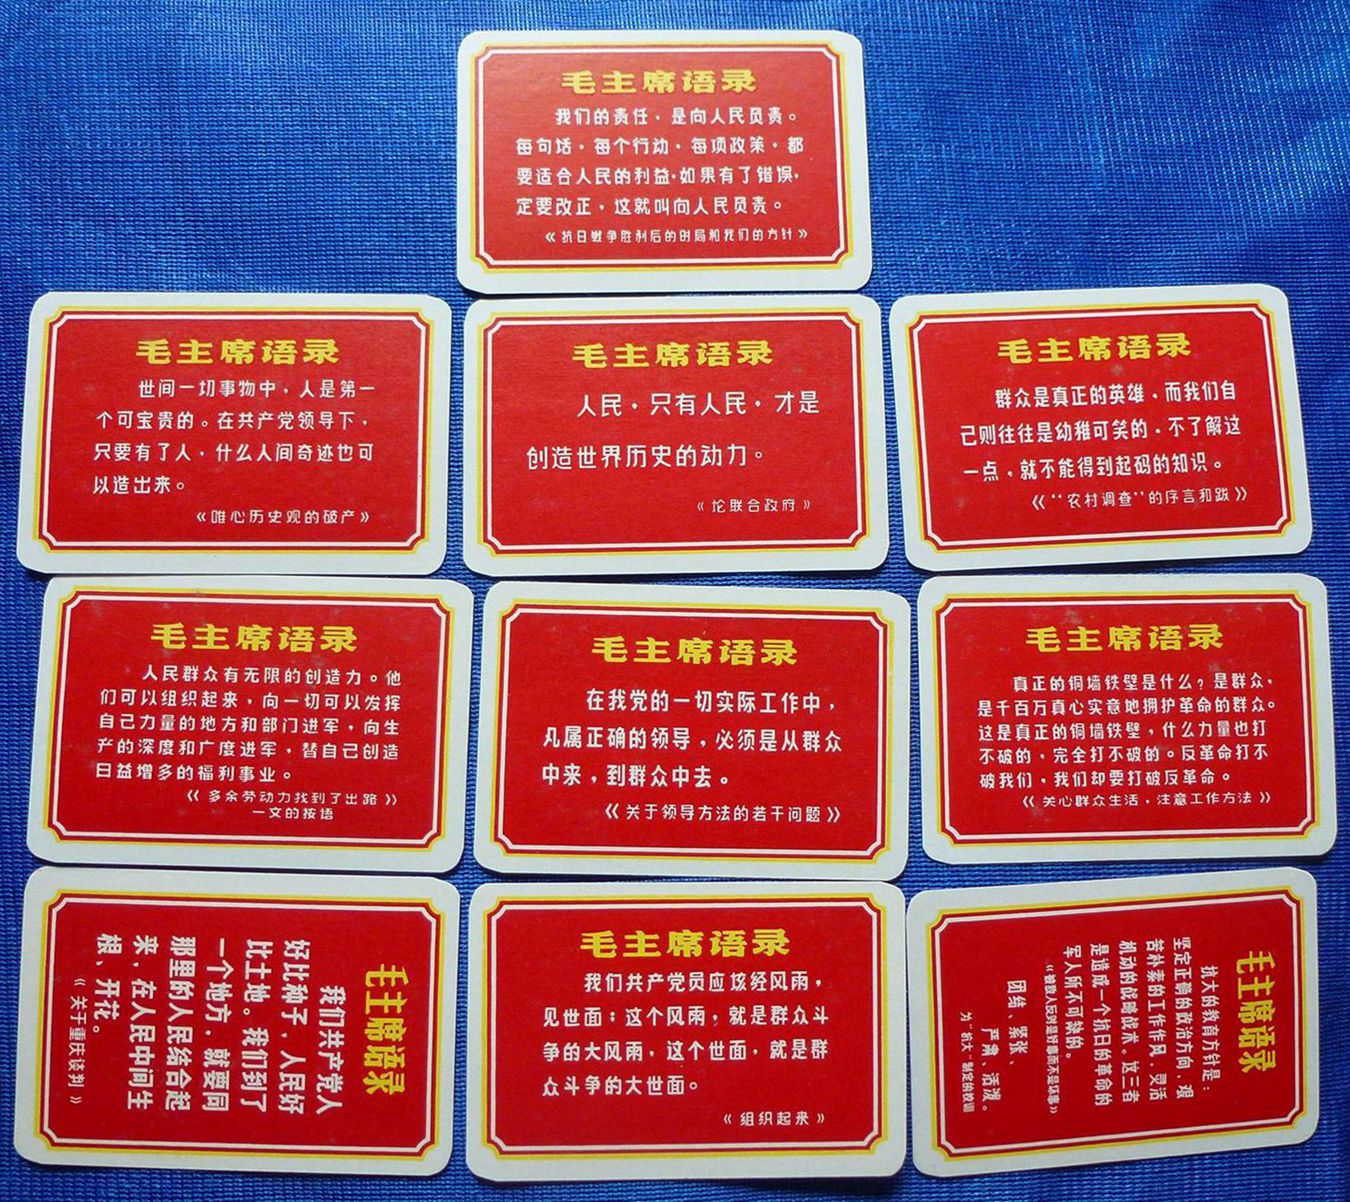 毛主席语录
我们的责任，是向人民负责。
每句话，每个行动，每项政策，都
要适合人民的利益，如果有了错误，
定要改正，这就叫向人民负责。
《抗日战争胜利后的时局和我们的方针》
毛主席语录
世间一切事物中，人是第一
个可宝贵的。在共产党领导下，
只要有了人，什么人间奇迹也可
以造出来。
《唯心历史观的破产》
毛主席语录
人民，只有人民，才是
创造世界历史的动力。
《论联合政府》
毛主席语录
群众是真正的英雄，而我们自
己则往往是幼稚可笑的，不了解这
一点，就不能得到起码的知识。
《“农村调查”的序言和跋》
毛主席语录
人民群众有无限的创造力。他
们可以组织起来，向一切可以发挥
自己力量的地方和部门进军，向生
产的深度和广度进军，替自己创造
日益增多的福利事业。
《多余劳动力找到了出路》
一文的按语
毛主席语录
在我党的一切实际工作中，
凡属正确的领导，必须是从群众
中来，到群众中去。
《关于领导方法的若干问题》
毛主席语录
真正的铜墙铁壁是什么？是群众，
是千百万真心实意地拥护革命的群众。
这是真正的铜墙铁壁，什么力量也打
不破的，完全打不破的。反革命打不
破我们，我们却要打破反革命。
《关心群众生活，注意工作方法》
毛主席语录
我们共产党人
好比种子，人民好
比土地。我们到了
一个地方，就要同
那里的人民结合起
来，在人民中间生
根、开花。
《关于重庆谈判》
毛主席语录
我们共产党员应该经风雨，
见世面；这个风雨，就是群众斗
争的大风雨，这个世面，就是群
众斗争的大世面。
《组织起来》
毛主席语录
抗大的教育方针是：
坚定正确的政治方向，艰
苦朴素的工作作风，灵活
机动的战略战术。这三者
是造成一个抗日的革命的
军人所不可缺的。
《被敌人反对是好事而不是坏事》
团结、紧张、
严肃、活泼。
为“抗大”制定的校训